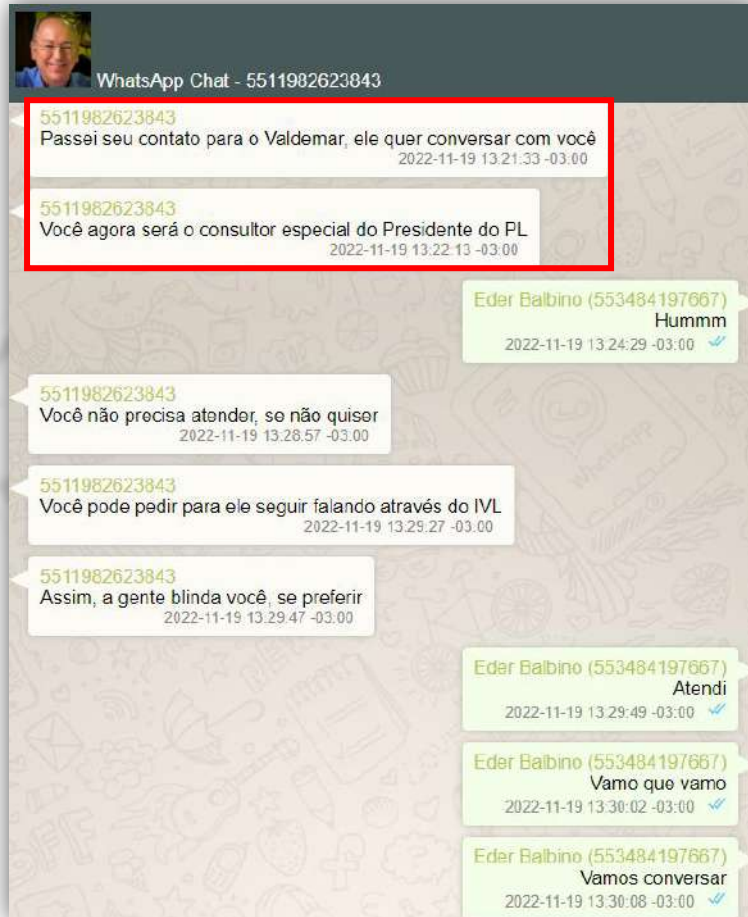 WhatsApp Chat - 5511982623843
5511982623843
Passei seu contato para o Valdemar, ele quer conversar com você
2022-11-19 13:21:33 -03:00
5511982623843
Você agora será o consultor especial do Presidente do PL
2022-11-19 13:22:13 -03:00
Eder Balbino (553484197667)
Hummm
2022-11-19 13:24:29 -03:00
5511982623843
Você não precisa atender, se não quiser
2022-11-19 13:28:57 -03:00
5511982623843
Você pode pedir para ele seguir falando através do IVL
2022-11-19 13:29:27 -03:00
5511982623843
Assim, a gente blinda você, se preferir
2022-11-19 13:29:47 -03:00
Eder Balbino (553484197667)
Atendi
2022-11-19 13:29:49 -03:00
Eder Balbino (553484197667)
Vamo que vamo
2022-11-19 13:30:02 -03:00
Eder Balbino (553484197667)
Vamos conversar
2022-11-19 13:30:08 -03:00